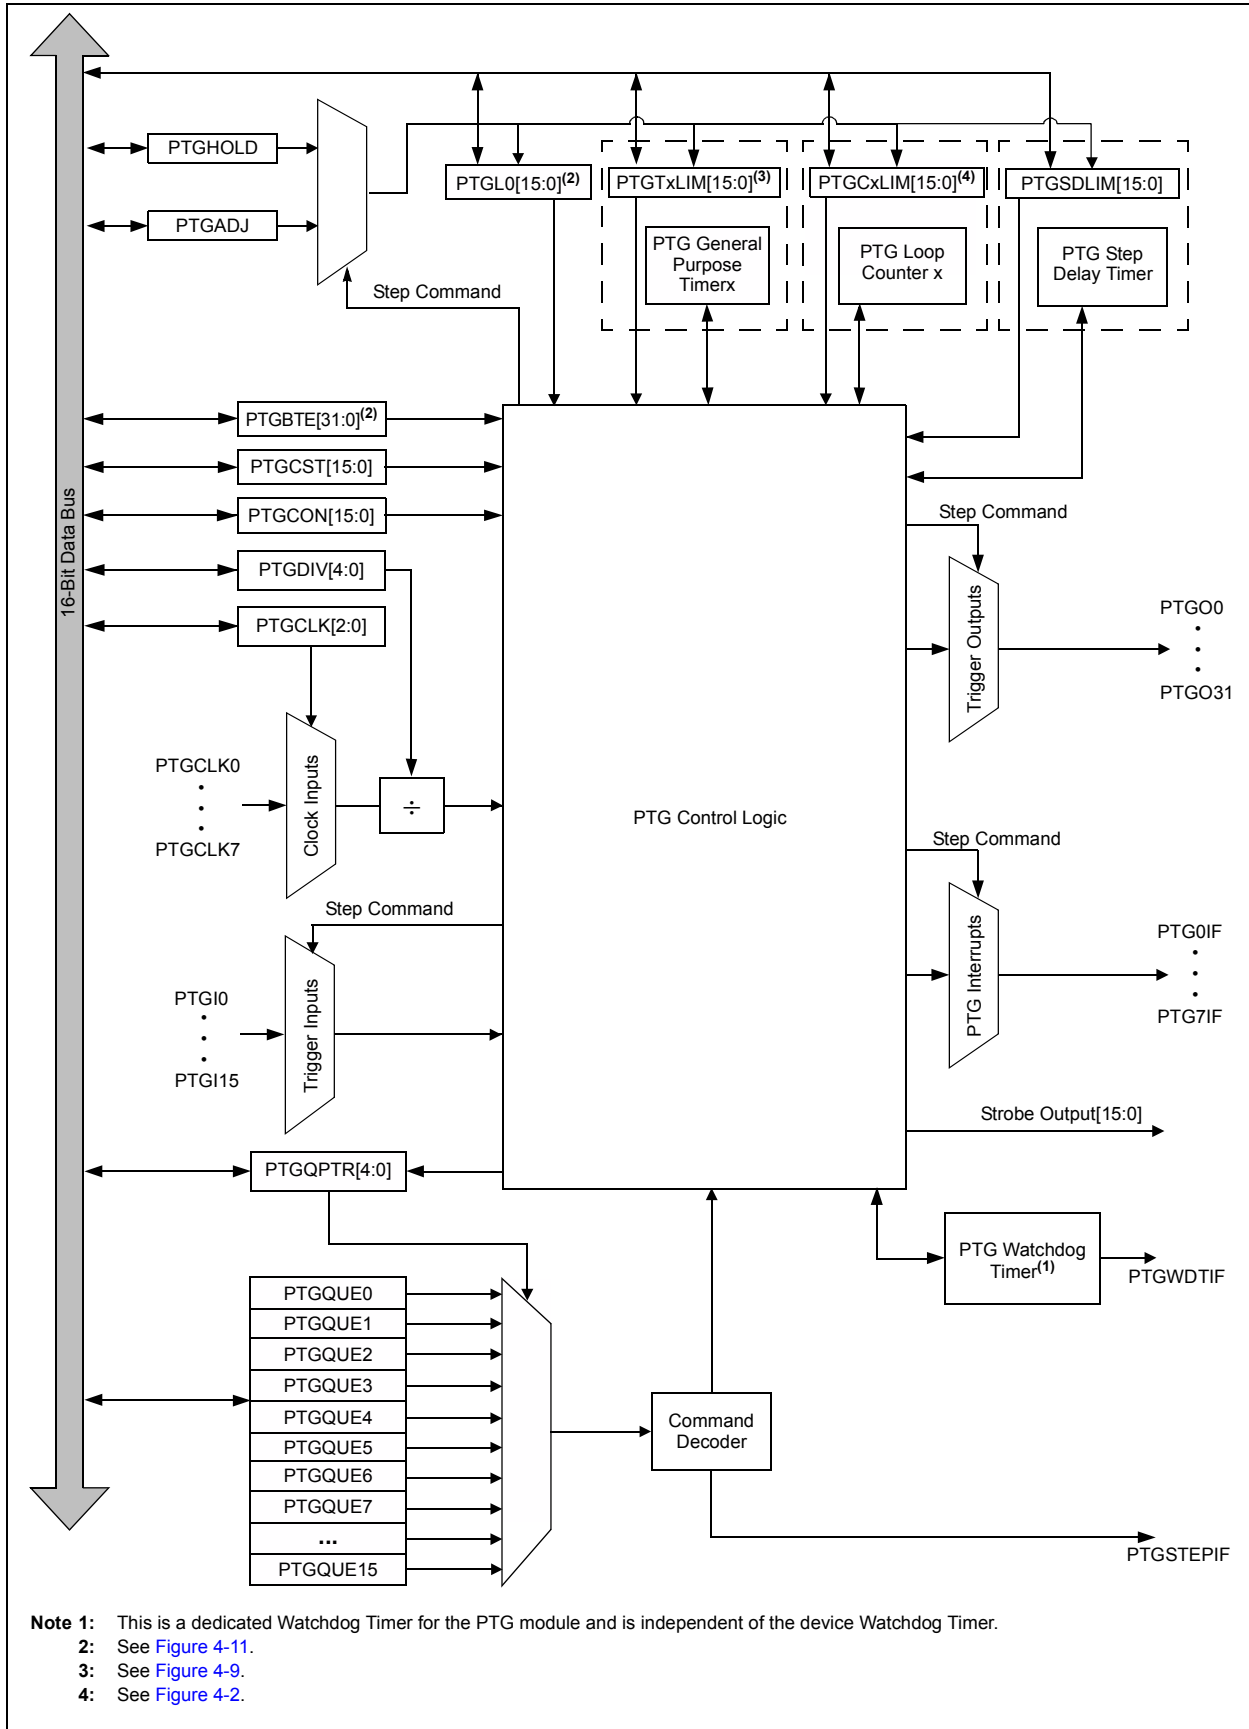 PTGHOLD
PTGADJ
PTGL0[15:0](2)
PTGTxLIM[15:0](3)
PTGCxLIM[15:0](4)
PTGSDLIM[15:0]
PTG General
Purpose
Timerx
PTG Loop
Counter x
PTG Step
Delay Timer
Step Command
16-Bit Data Bus
PTGBTE[31:0](2)
PTGCST[15:0]
PTGCON[15:0]
PTGDIV[4:0]
PTGCLK[2:0]
Step Command
Trigger Outputs
PTGO0
PTGO31
PTGCLK0
PTGCLK7
Clock Inputs
÷
PTG Control Logic
Step Command
PTG Interrupts
PTG0IF
PTG7IF
Step Command
PTGI0
PTGI15
Trigger Inputs
Strobe Output[15:0]
PTGQPTR[4:0]
PTG Watchdog
Timer(1)
PTGWDTIF
PTGQUE0
PTGQUE1
PTGQUE2
PTGQUE3
PTGQUE4
PTGQUE5
PTGQUE6
PTGQUE7
...
PTGQUE15
Command
Decoder
PTGSTEPIF
Note 1: This is a dedicated Watchdog Timer for the PTG module and is independent of the device Watchdog Timer.
2: See Figure 4-11.
3: See Figure 4-9.
4: See Figure 4-2.